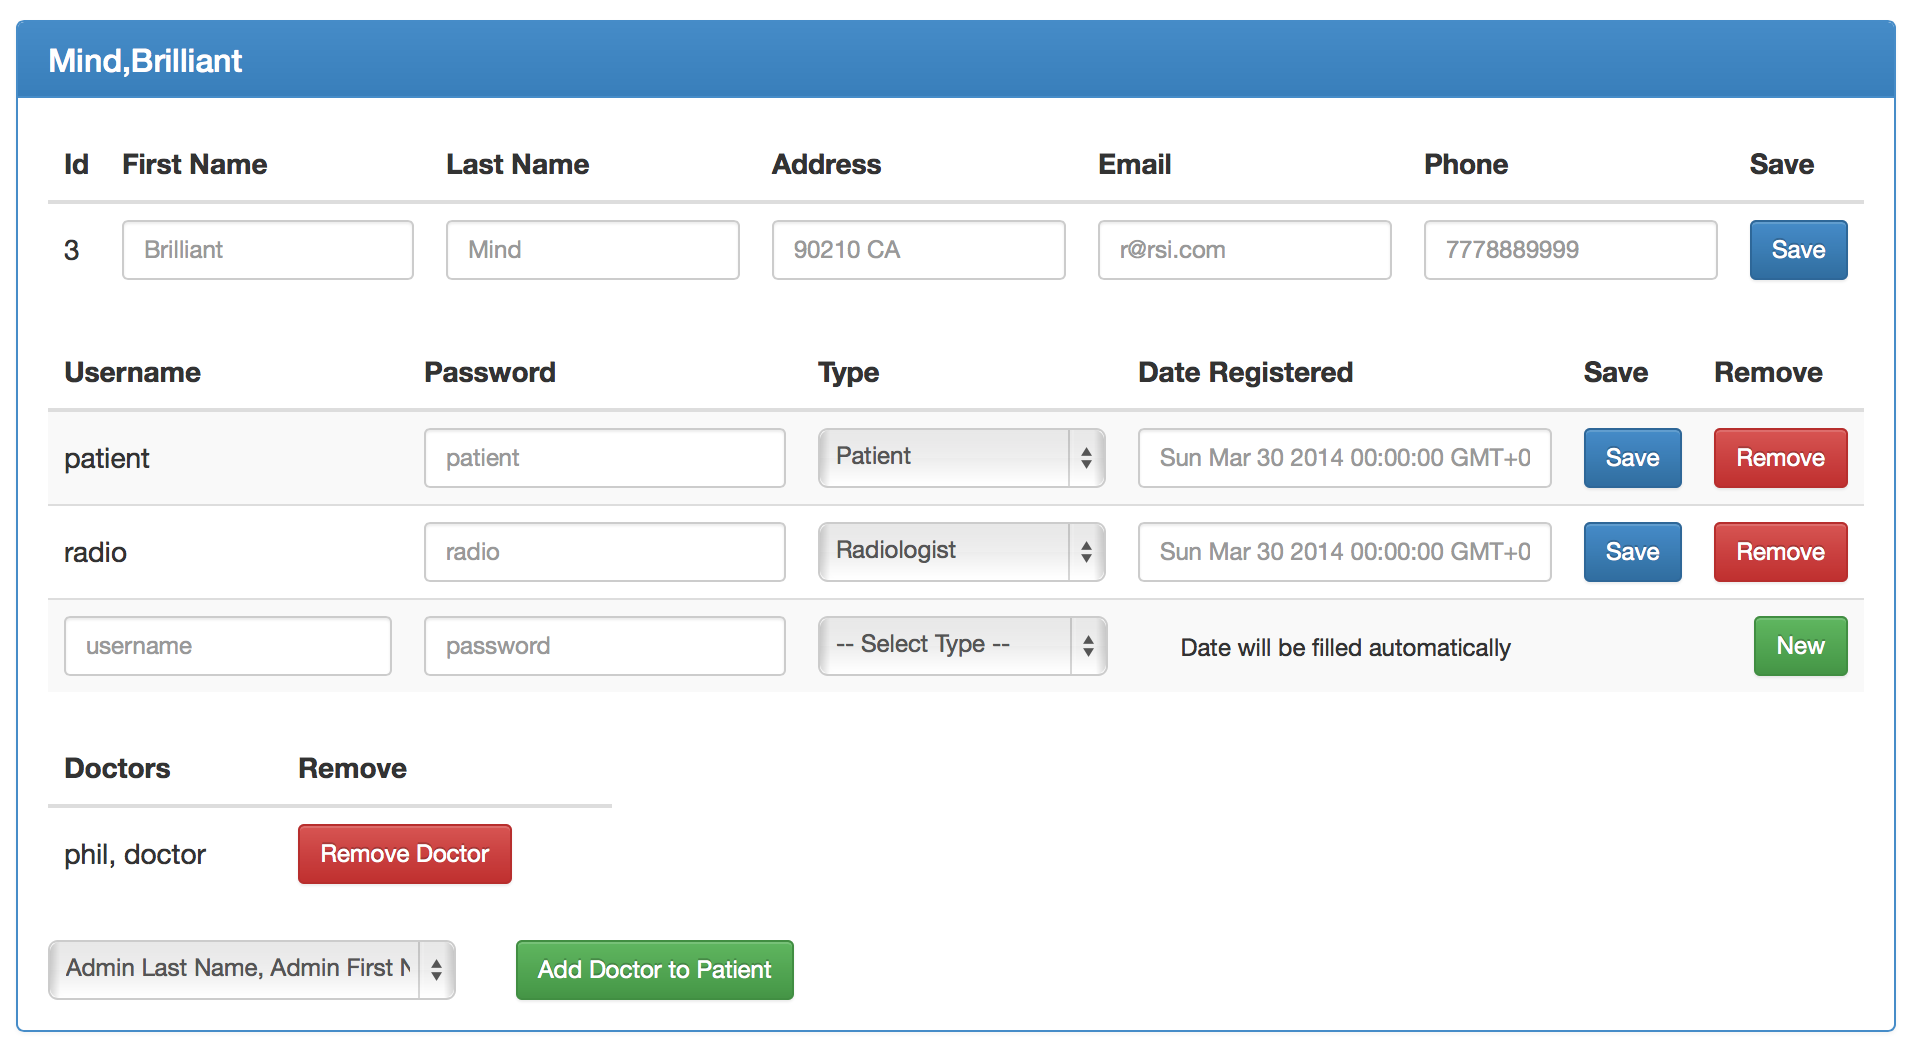 Mind,Brilliant
Id First Name Last Name Address Email Phone Save
3 Brilliant Mind 90210 CA r@rsi.com 7778889999 Save
Username Password Type Date Registered Save Remove
patient patient Patient Sun Mar 30 2014 00:00:00 GMT+0 Save Remove
radio radio Radiologist Sun Mar 30 2014 00:00:00 GMT+0 Save Remove
username password -- Select Type -- Date will be filled automatically New
Doctors Remove
phil, doctor Remove Doctor
Admin Last Name, Admin First N Add Doctor to Patient